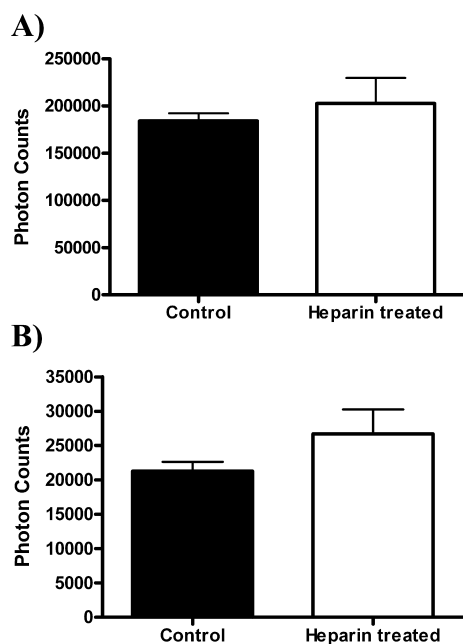 A)
250000
200000
150000
100000
50000
0
Photon Counts
Control Heparin treated
B)
35000
30000
25000
20000
15000
10000
5000
0
Photon Counts
Control Heparin treated